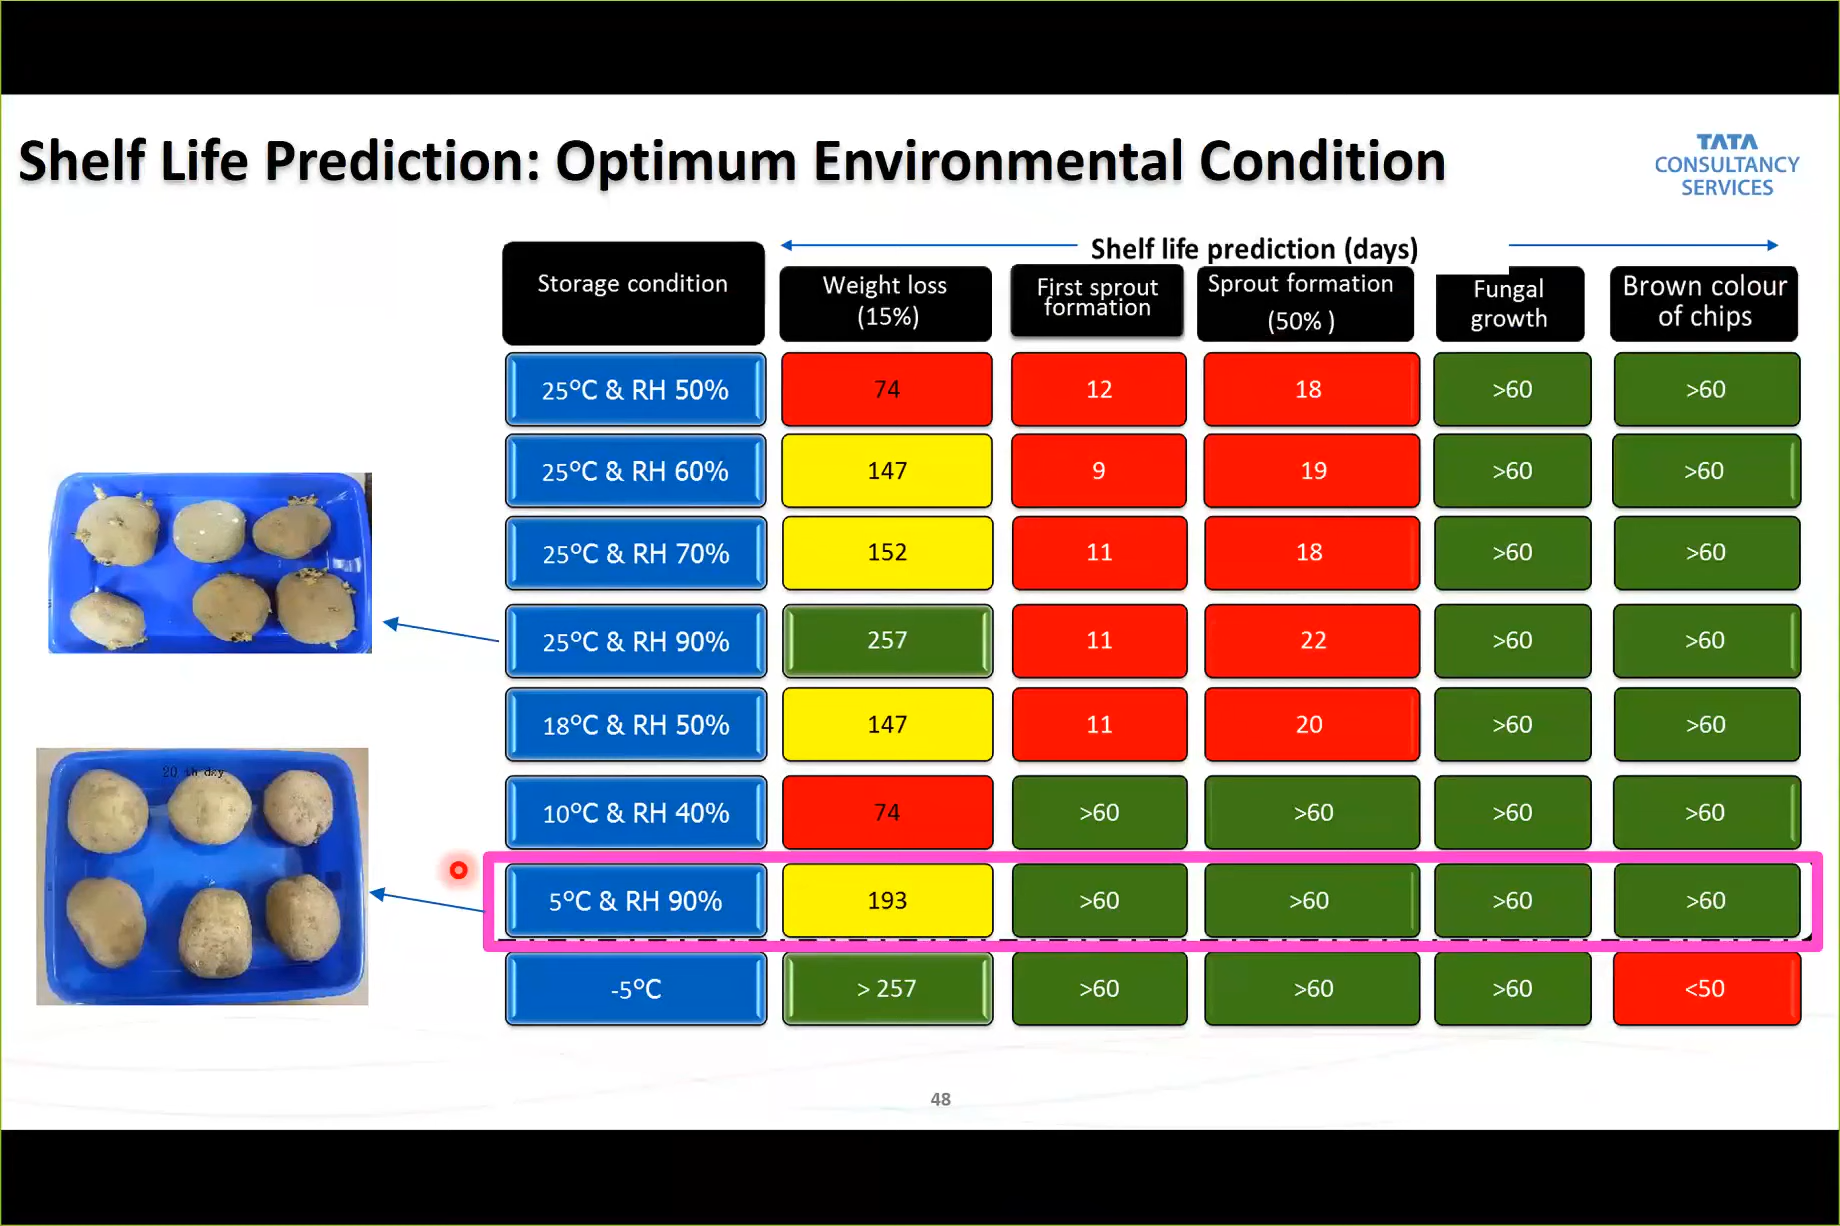 Shelf Life Prediction: Optimum Environmental Condition
TATA
CONSULTANCY
SERVICES
Shelf life prediction (days)
Storage condition
Weight loss
(15%)
First sprout
formation
Sprout formation
(50% )
Fungal
growth
Brown colour
of chips
25°C & RH 50% 74 12 18 >60 >60
25°C & RH 60% 147 9 19 >60 >60
25°C & RH 70% 152 11 18 >60 >60
25°C & RH 90% 257 11 22 >60 >60
18°C & RH 50% 147 11 20 >60 >60
20 th day
10°C & RH 40% 74 >60 >60 >60 >60
5°C & RH 90% 193 >60 >60 >60 >60
-5°C > 257 >60 >60 >60 <50
48